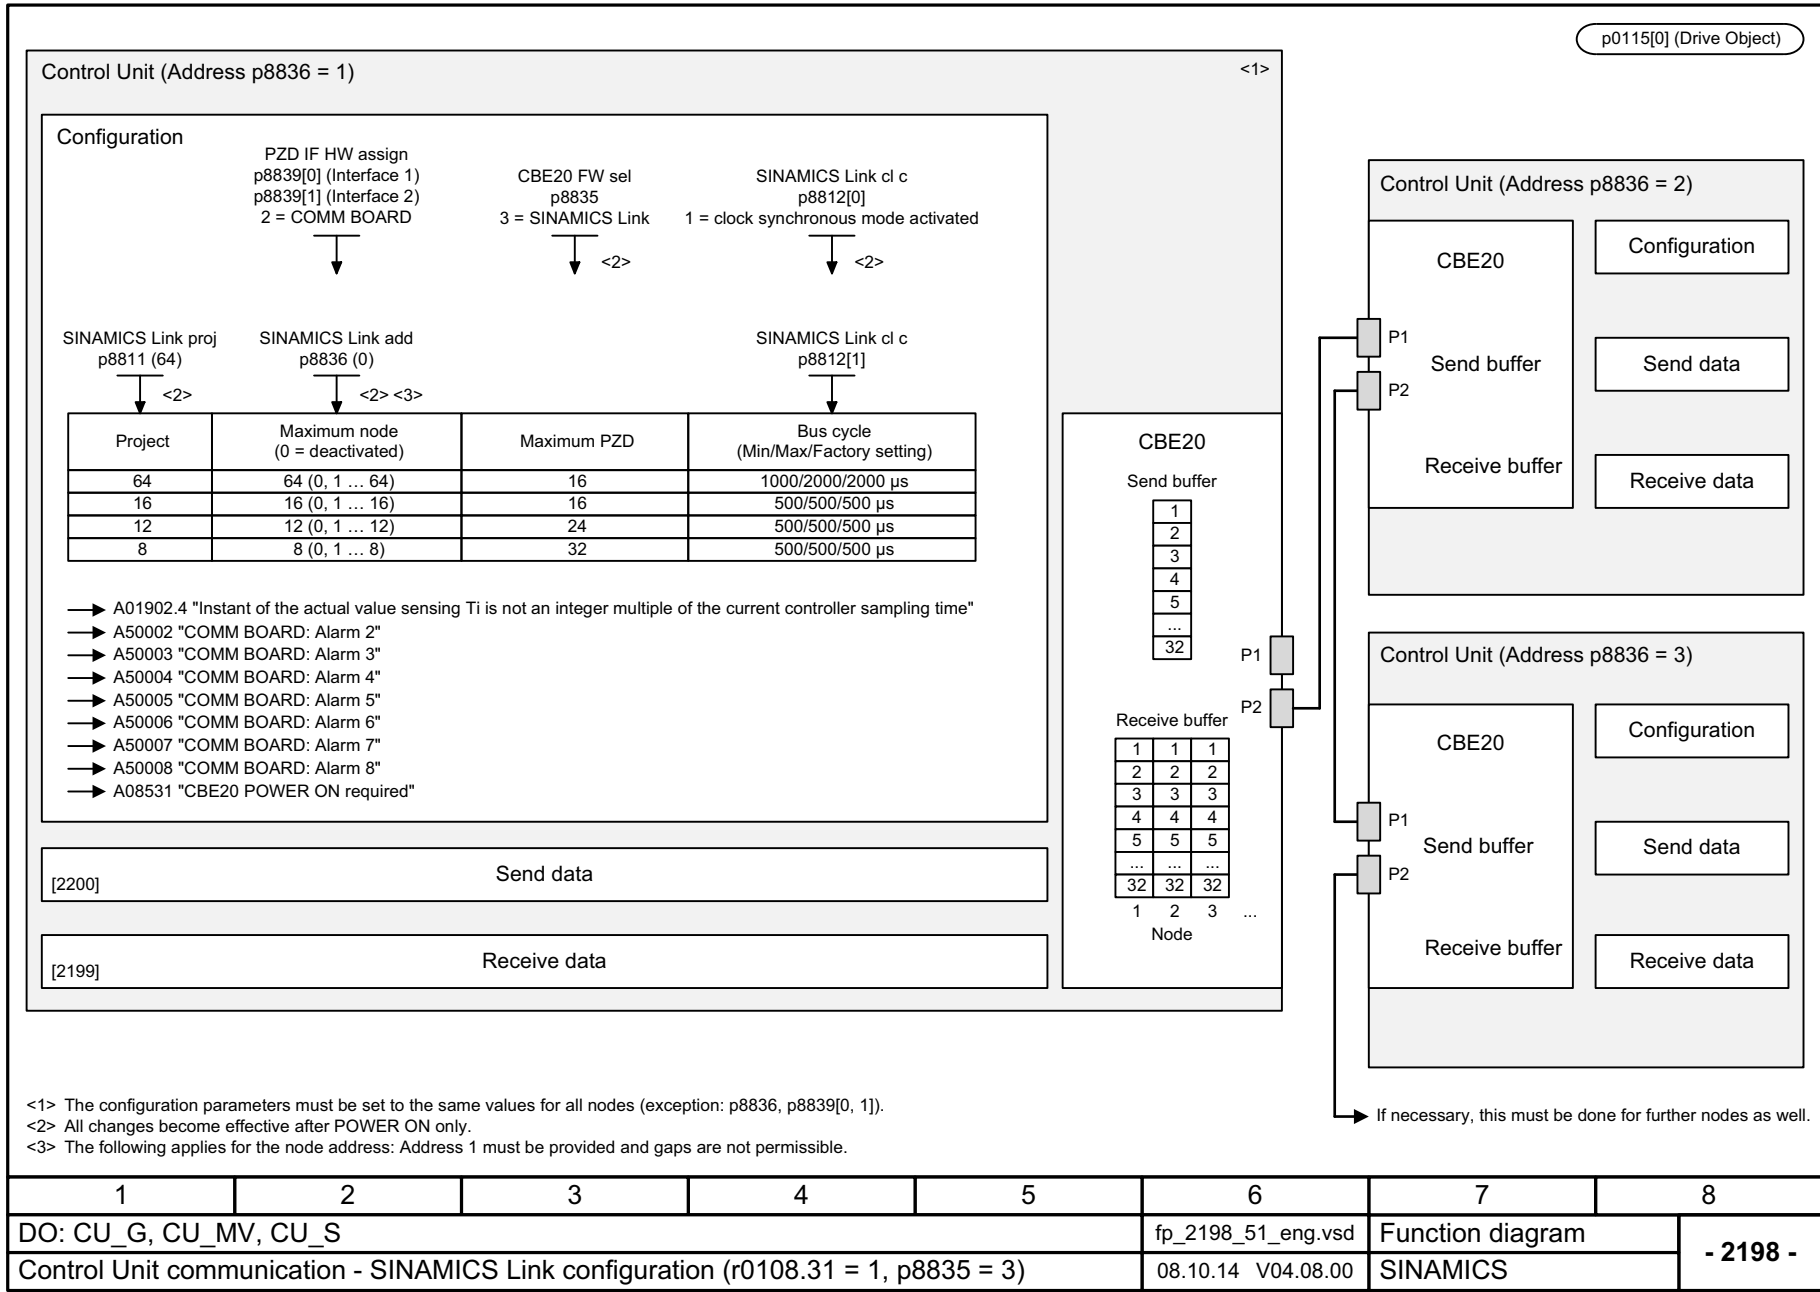 p0115[0] (Drive Object)
Control Unit (Address p8836 = 1)
<1>
Configuration
PZD IF HW assign
p8839[0] (Interface 1)
p8839[1] (Interface 2)
2 = COMM BOARD
CBE20 FW sel
p8835
3 = SINAMICS Link
<2>
SINAMICS Link cl c
p8812[0]
1 = clock synchronous mode activated
<2>
SINAMICS Link proj
p8811 (64)
<2>
SINAMICS Link add
p8836 (0)
<2> <3>
SINAMICS Link cl c
p8812[1]
Project
Maximum node
(0 = deactivated)
Maximum PZD
Bus cycle
(Min/Max/Factory setting)
64 64 (0, 1 … 64) 16 1000/2000/2000 µs
16 16 (0, 1 … 16) 16 500/500/500 µs
12 12 (0, 1 … 12) 24 500/500/500 µs
8 8 (0, 1 … 8) 32 500/500/500 µs
A01902.4 "Instant of the actual value sensing Ti is not an integer multiple of the current controller sampling time"
A50002 "COMM BOARD: Alarm 2"
A50003 "COMM BOARD: Alarm 3"
A50004 "COMM BOARD: Alarm 4"
A50005 "COMM BOARD: Alarm 5"
A50006 "COMM BOARD: Alarm 6"
A50007 "COMM BOARD: Alarm 7"
A50008 "COMM BOARD: Alarm 8"
A08531 "CBE20 POWER ON required"
[2200] Send data
[2199] Receive data
CBE20
Send buffer
1
2
3
4
5
...
32
P1
P2
Receive buffer
1 1 1
2 2 2
3 3 3
4 4 4
5 5 5
... ... ...
32 32 32
1 2 3 ...
Node
Control Unit (Address p8836 = 2)
CBE20
Configuration
P1
Send buffer
Send data
P2
Receive buffer
Receive data
Control Unit (Address p8836 = 3)
CBE20
Configuration
P1
Send buffer
Send data
P2
Receive buffer
Receive data
If necessary, this must be done for further nodes as well.
<1> The configuration parameters must be set to the same values for all nodes (exception: p8836, p8839[0, 1]).
<2> All changes become effective after POWER ON only.
<3> The following applies for the node address: Address 1 must be provided and gaps are not permissible.
1 2 3 4 5 6 7 8
DO: CU_G, CU_MV, CU_S
fp_2198_51_eng.vsd
Function diagram
- 2198 -
Control Unit communication - SINAMICS Link configuration (r0108.31 = 1, p8835 = 3)
08.10.14 V04.08.00
SINAMICS